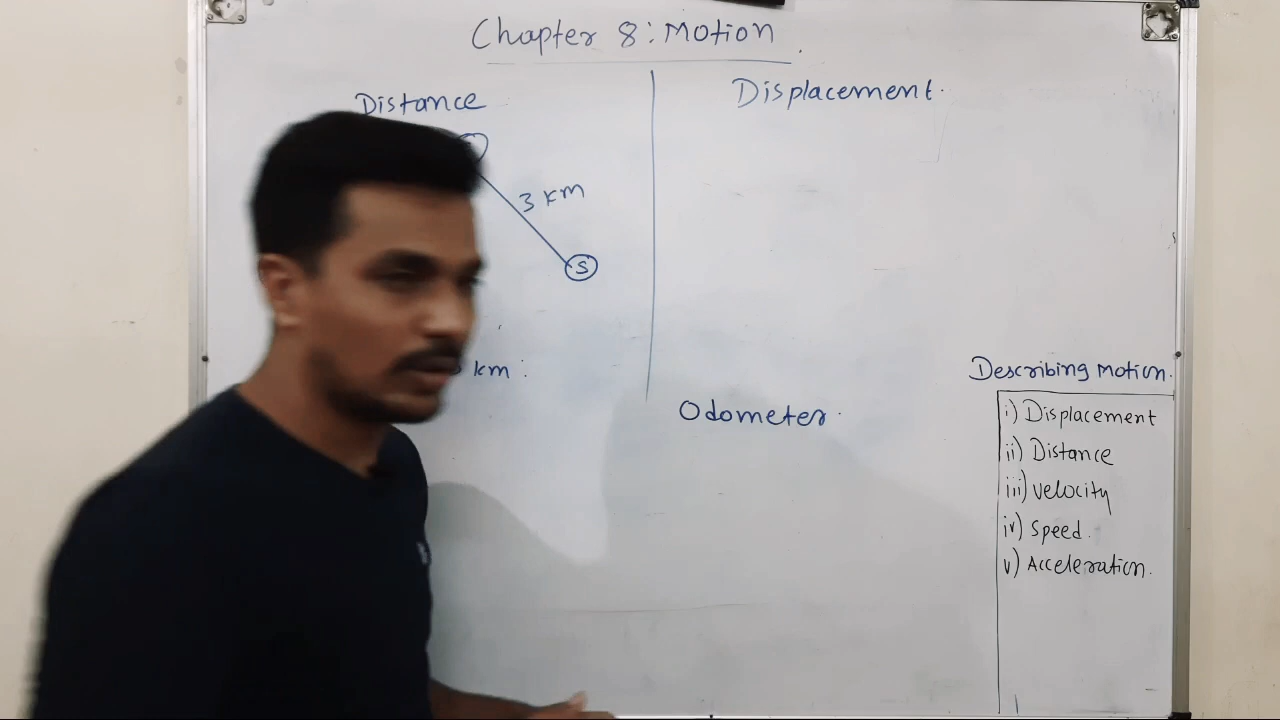 Chapter 8: Motion
Distance
3 km
S
km
Displacement
Odometer
Describing Motion
i) Displacement
ii) Distance
iii) Velocity
iv) Speed
v) Acceleration